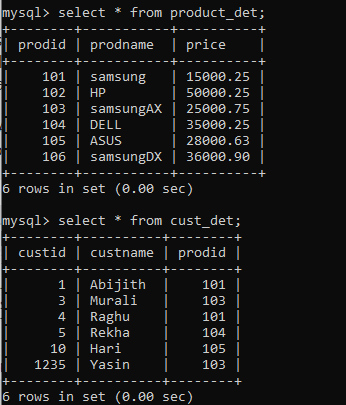 mysql> select * from product_det;
+--------+-----------+----------+
| prodid | prodname  | price    |
+--------+-----------+----------+
|    101 | samsung   | 15000.25 |
|    102 | HP        | 50000.25 |
|    103 | samsungAX | 25000.75 |
|    104 | DELL      | 35000.25 |
|    105 | ASUS      | 28000.63 |
|    106 | samsungDX | 36000.90 |
+--------+-----------+----------+
6 rows in set (0.00 sec)

mysql> select * from cust_det;
+--------+----------+--------+
| custid | custname | prodid |
+--------+----------+--------+
|      1 | Abijith  |    101 |
|      3 | Murali   |    103 |
|      4 | Raghu    |    101 |
|      5 | Rekha    |    104 |
|     10 | Hari     |    105 |
|   1235 | Yasin    |    103 |
+--------+----------+--------+
6 rows in set (0.00 sec)